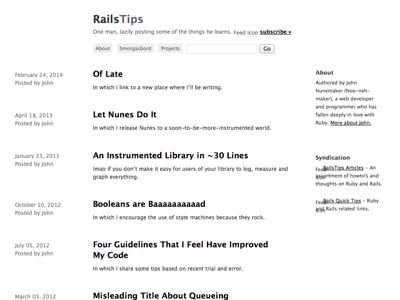 RailsTips
One man, lazily posting some of the things he learns. Feed Icon subscribe »
About Smorgasbord Projects Go
February 24, 2014
Posted by John
Of Late
In which I link to a new place where I'll be writing.
April 18, 2013
Posted by John
Let Nunes Do It
In which I release Nunes to a soon-to-be-more-instrumented world.
January 23, 2013
Posted by John
An Instrumented Library in ~30 Lines
Imao if you don't make it easy for users of your library to log, measure and
graph everything.
October 10, 2012
Posted by John
Booleans are Baaaaaaaaaad
In which I encourage the use of state machines because they rock.
July 05, 2012
Posted by John
Four Guidelines That I Feel Have Improved
My Code
In which I share some tips based on recent trial and error.
Misleading Title About Queueing
About
Authored by John
Nunemaker (Noo-neh-
maker), a web developer
and programmer who has
fallen deeply in love with
Ruby. More about John.
Syndication
Feed Icon RailsTips Articles – An
assortment of howto's and
thoughts on Ruby and Rails.
Feed Icon Rails Quick Tips – Ruby
and Rails related links.